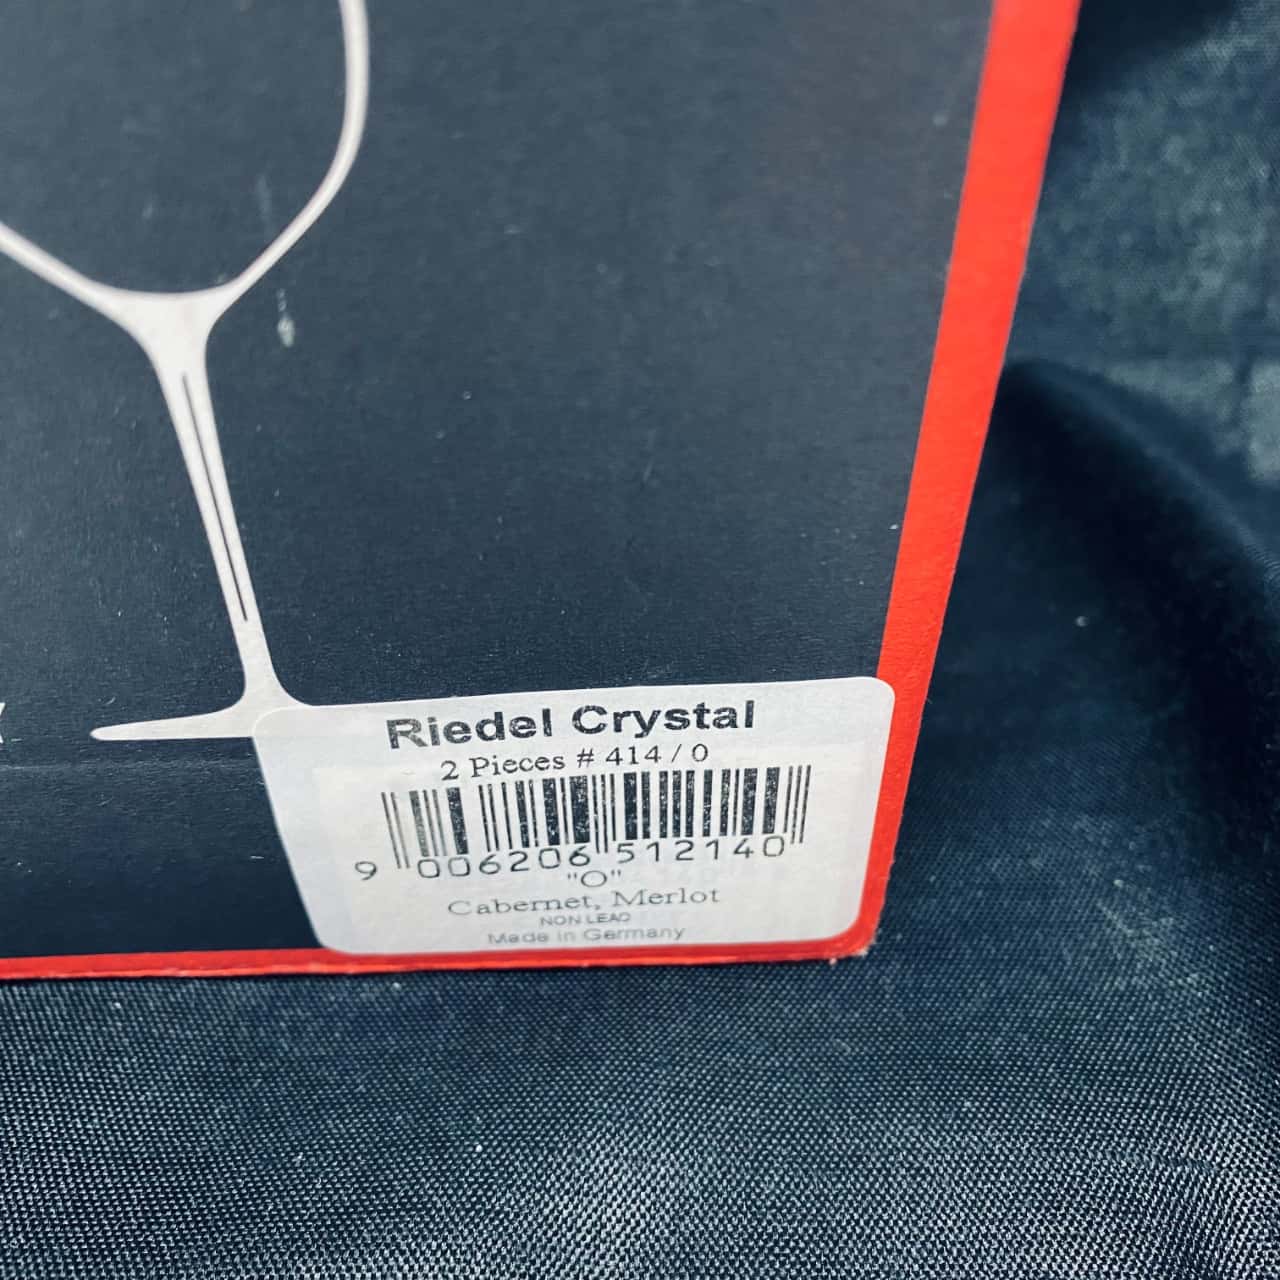 Riedel Crystal
2 Pieces # 414 / 0
9 006206 512140
"O"
Cabernet, Merlot
NON LEAD
Made in Germany